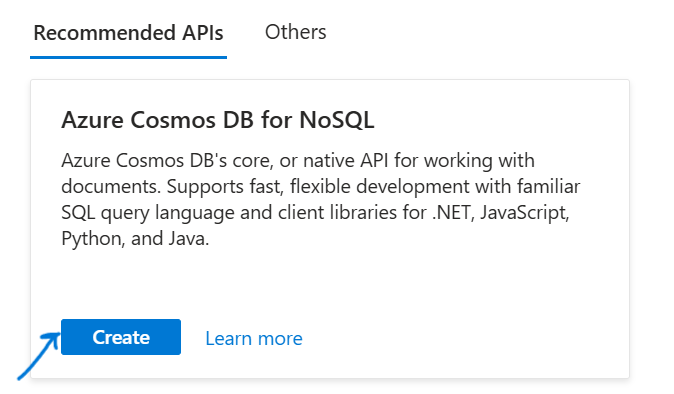 Recommended APIs Others
Azure Cosmos DB for NoSQL
Azure Cosmos DB's core, or native API for working with
documents. Supports fast, flexible development with familiar
SQL query language and client libraries for .NET, JavaScript,
Python, and Java.
Create Learn more